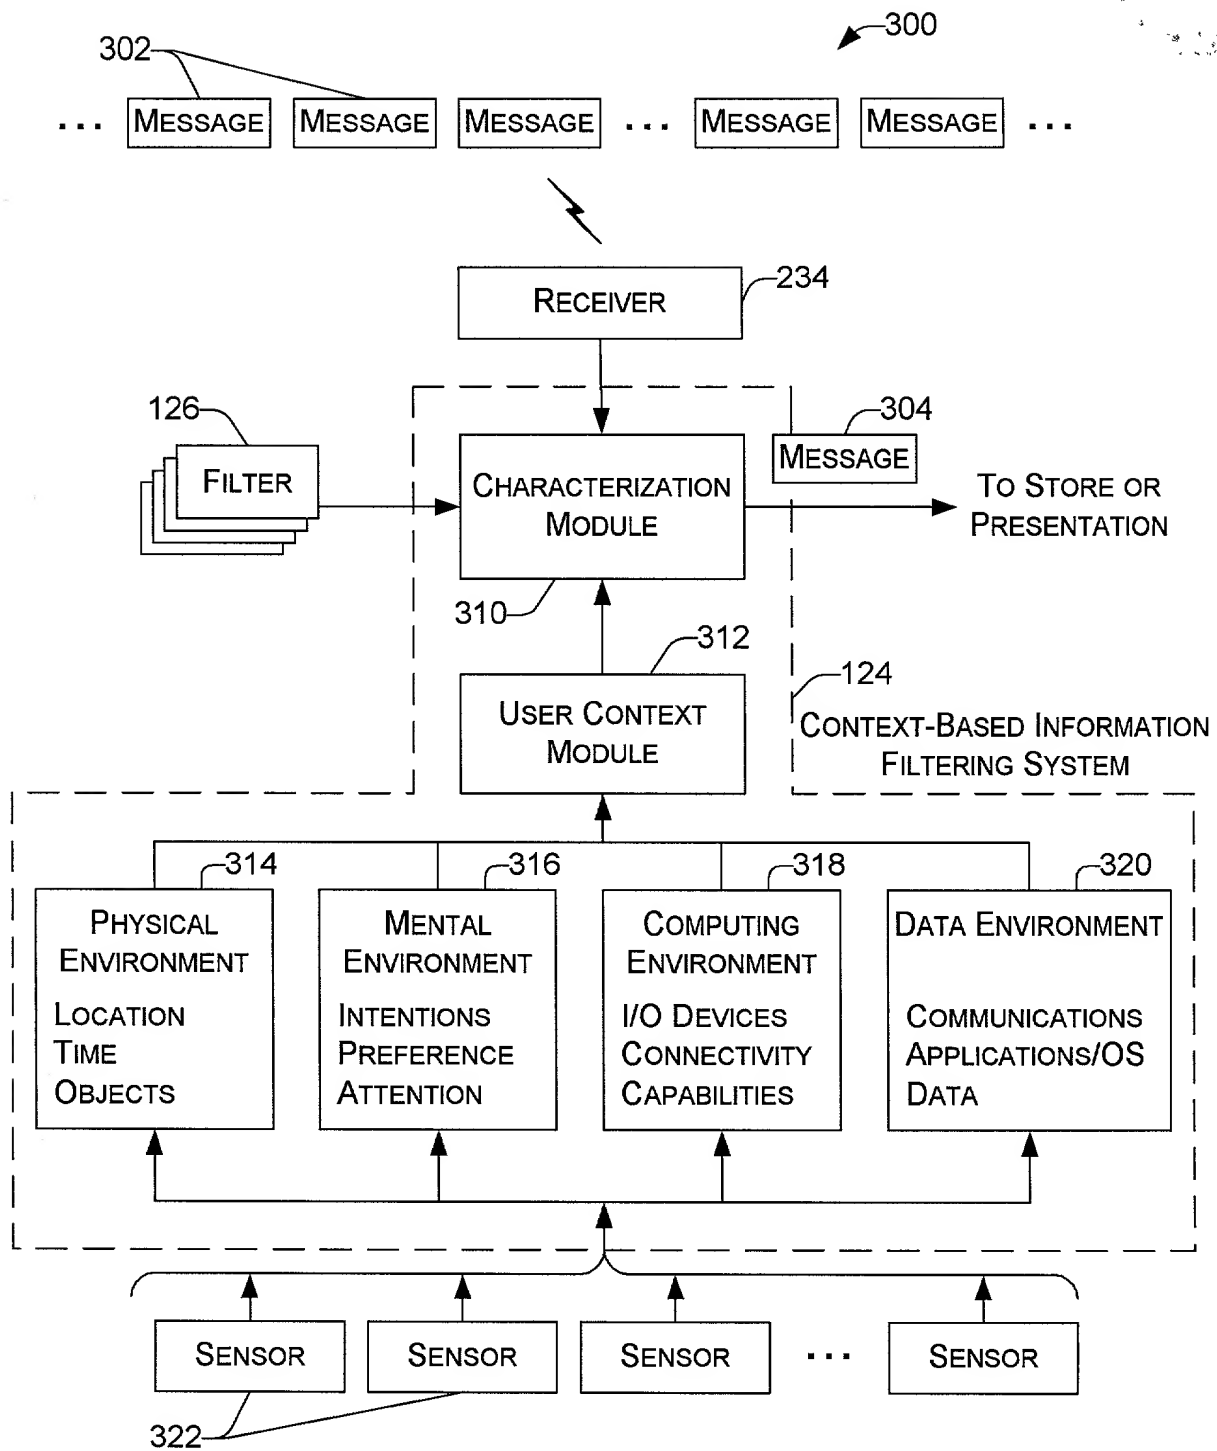 300
302
... MESSAGE MESSAGE MESSAGE ... MESSAGE MESSAGE ...
RECEIVER
234
126
FILTER
CHARACTERIZATION
MODULE
310
304
MESSAGE
TO STORE OR
PRESENTATION
312
USER CONTEXT
MODULE
124
CONTEXT-BASED INFORMATION
FILTERING SYSTEM
314
PHYSICAL
ENVIRONMENT
LOCATION
TIME
OBJECTS
316
MENTAL
ENVIRONMENT
INTENTIONS
PREFERENCE
ATTENTION
318
COMPUTING
ENVIRONMENT
I/O DEVICES
CONNECTIVITY
CAPABILITIES
320
DATA ENVIRONMENT
COMMUNICATIONS
APPLICATIONS/OS
DATA
SENSOR SENSOR SENSOR ... SENSOR
322